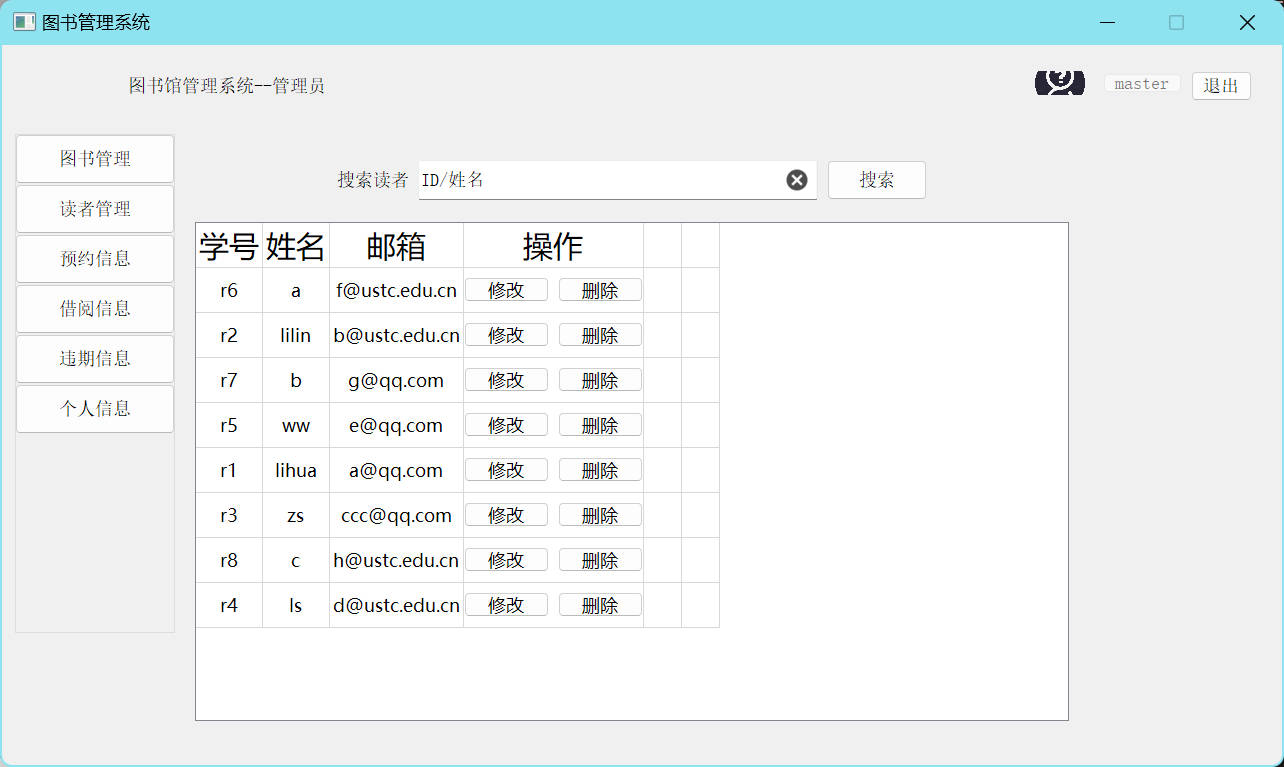 图书管理系统
图书馆管理系统--管理员 master 退出
图书管理
读者管理
预约信息
借阅信息
违期信息
个人信息
搜索读者 ID/姓名 搜索
学号 姓名 邮箱 操作
r6 a f@ustc.edu.cn 修改 删除
r2 lilin b@ustc.edu.cn 修改 删除
r7 b g@qq.com 修改 删除
r5 ww e@qq.com 修改 删除
r1 lihua a@qq.com 修改 删除
r3 zs ccc@qq.com 修改 删除
r8 c h@ustc.edu.cn 修改 删除
r4 ls d@ustc.edu.cn 修改 删除